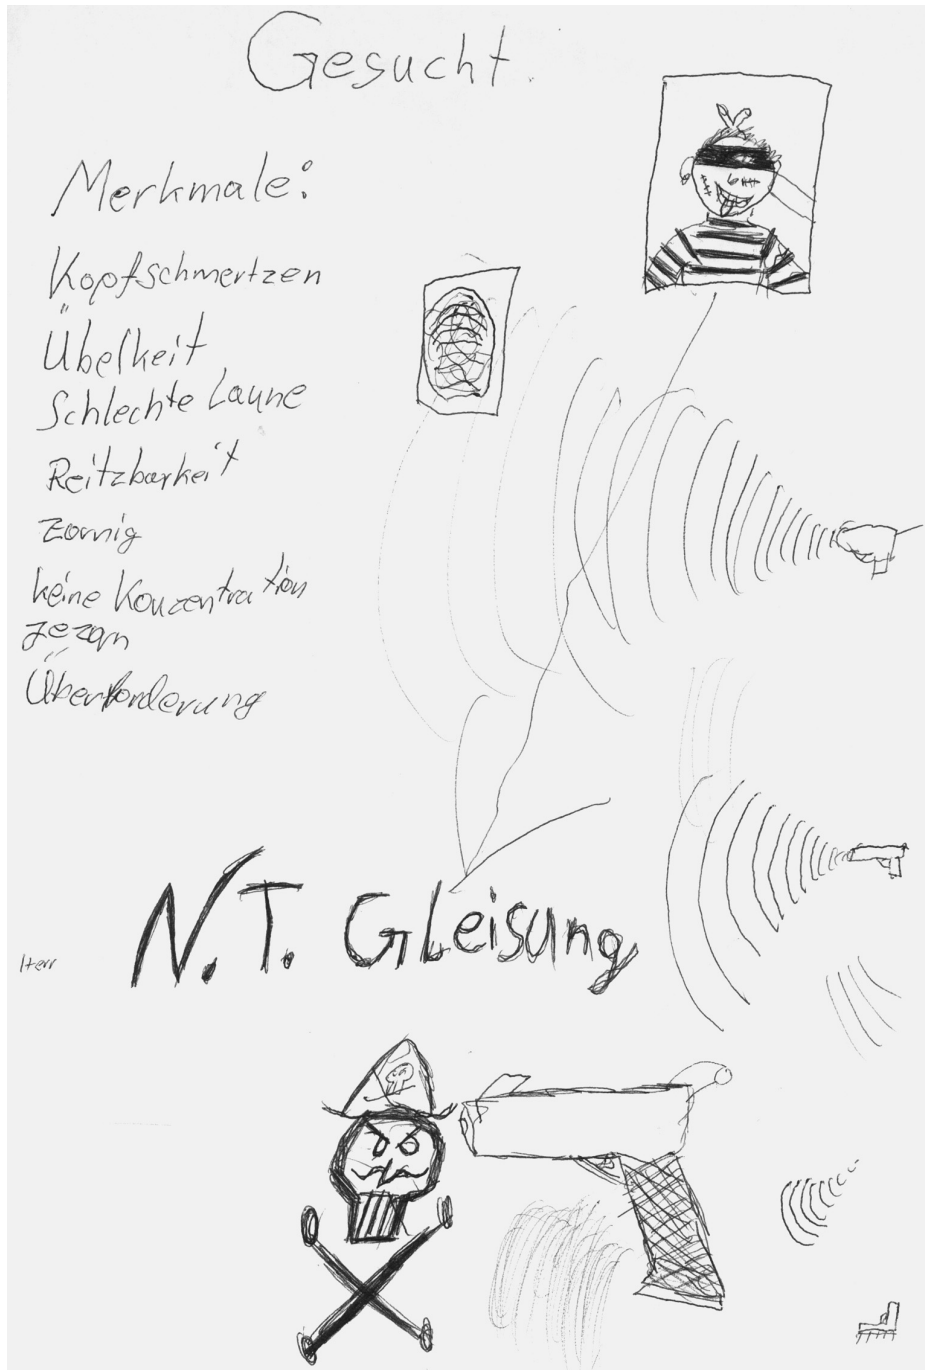 Gesucht.
Merkmale:
Kopfschmertzen
Übelkeit
Schlechte Laune
Reitzbarkeit
zornig
keine Konzentration
Überforderung
Herr
N.T. Gleisung